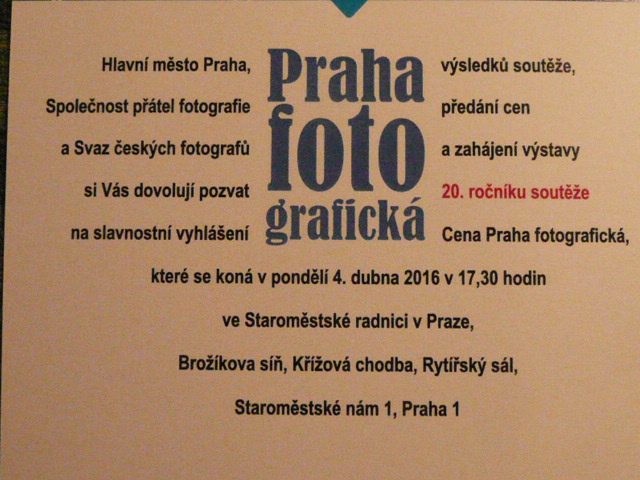 Hlavní město Praha,
Společnost přátel fotografie
a Svaz českých fotografů
si Vás dovolují pozvat
na slavnostní vyhlášení
Praha
foto
grafická
výsledků soutěže,
předání cen
a zahájení výstavy
20. ročníku soutěže
Cena Praha fotografická,
které se koná v pondělí 4. dubna 2016 v 17,30 hodin
ve Staroměstské radnici v Praze,
Brožíkova síň, Křížová chodba, Rytířský sál,
Staroměstské nám 1, Praha 1